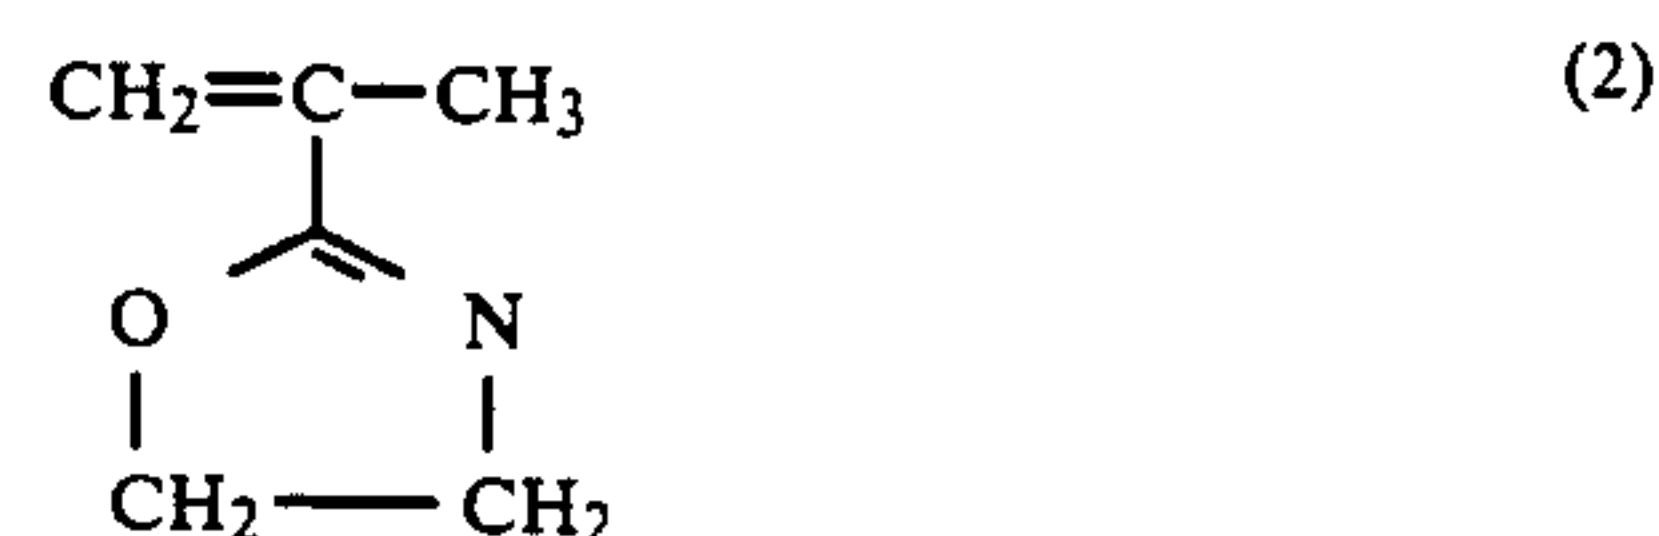 CH₂=C—CH₃ (2)
O N
CH₂—CH₂